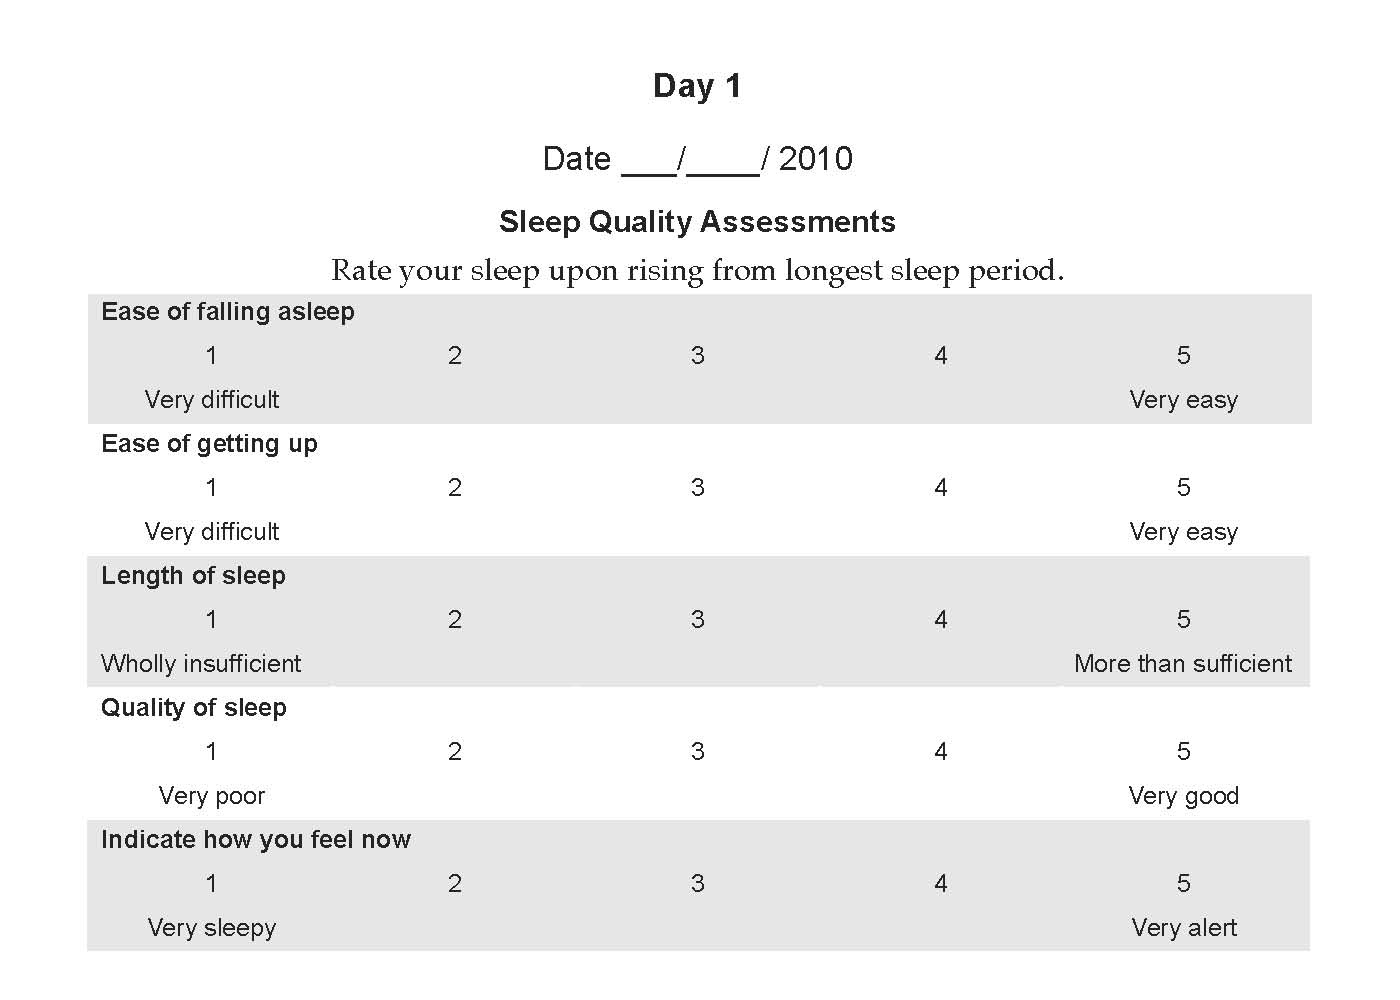 Day 1
Date ___/____/ 2010
Sleep Quality Assessments
Rate your sleep upon rising from longest sleep period.
Ease of falling asleep
1 2 3 4 5
Very difficult Very easy
Ease of getting up
1 2 3 4 5
Very difficult Very easy
Length of sleep
1 2 3 4 5
Wholly insufficient More than sufficient
Quality of sleep
1 2 3 4 5
Very poor Very good
Indicate how you feel now
1 2 3 4 5
Very sleepy Very alert